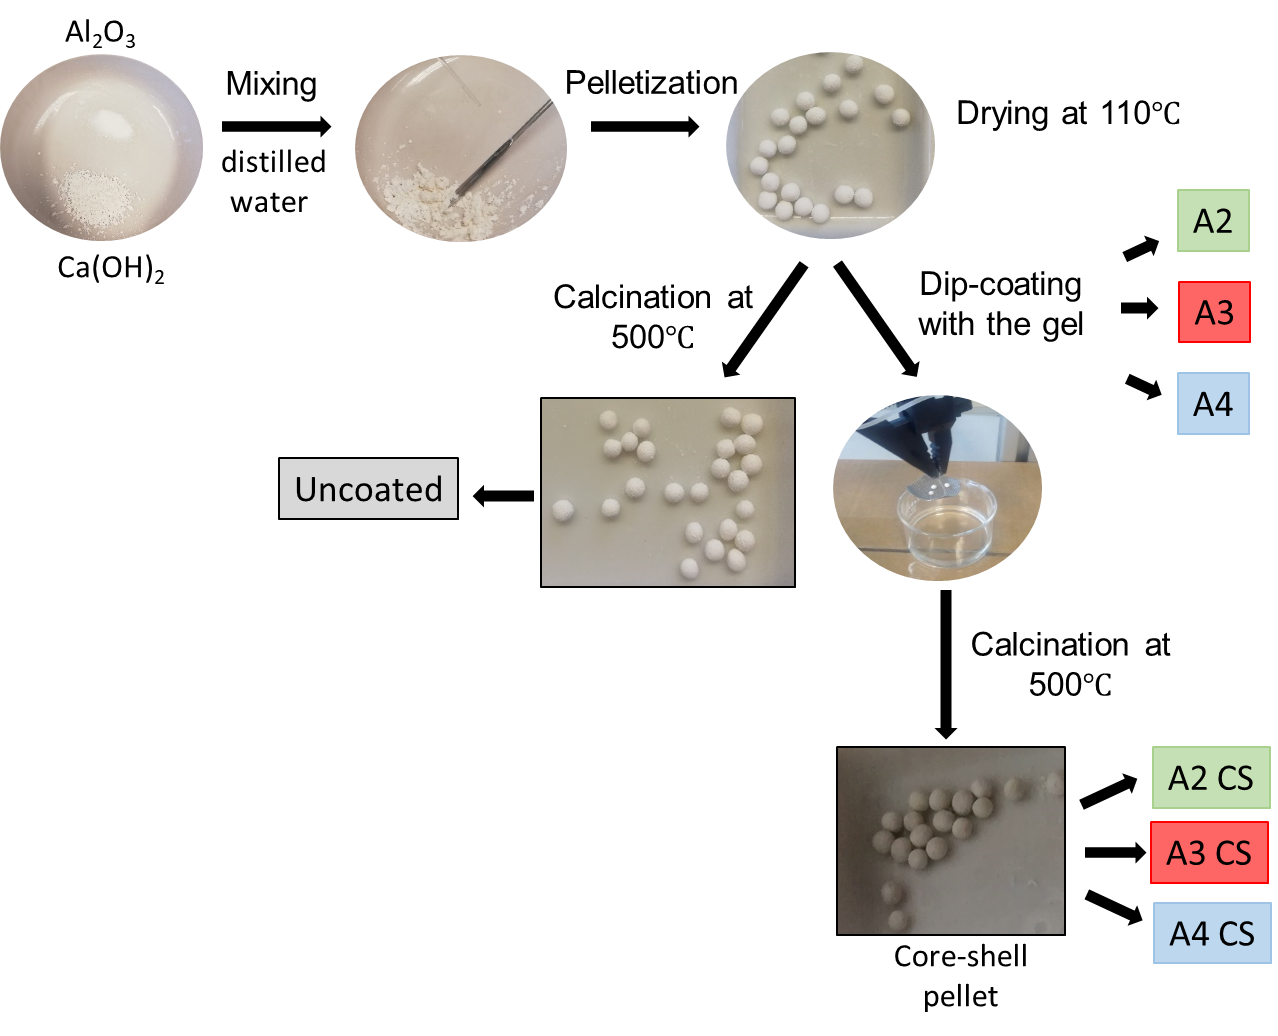 Al₂O₃
Mixing
distilled
water
Ca(OH)₂
Pelletization
Drying at 110℃
Calcination at
500℃
Dip-coating
with the gel
A2
A3
A4
Uncoated
Calcination at
500℃
A2 CS
A3 CS
A4 CS
Core-shell
pellet